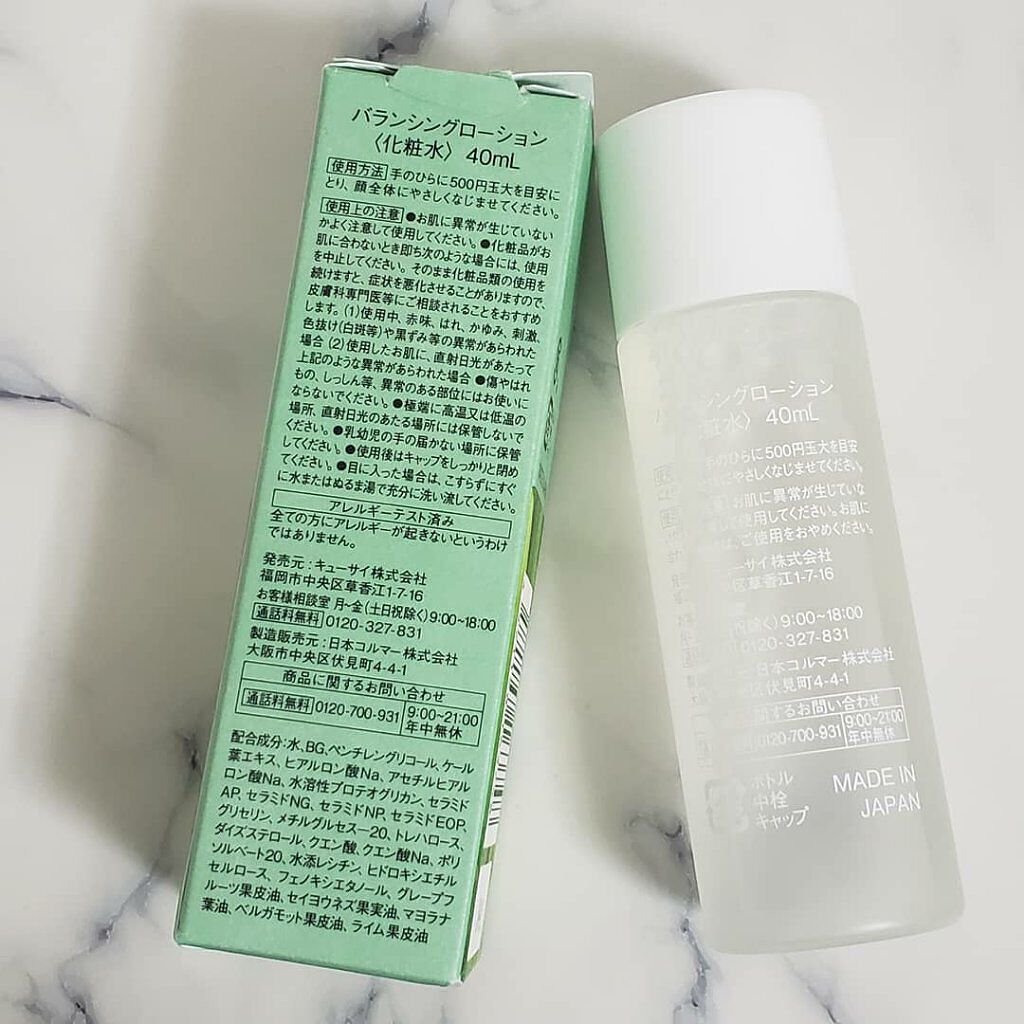 バランシングローション
〈化粧水〉 40mL
使用方法 手のひらに500円玉大を目安に
とり、顔全体にやさしくなじませてください。
使用上の注意 ●お肌に異常が生じていない
かよく注意して使用してください。●化粧品がお
肌に合わないとき即ち次のような場合には、使用
を中止してください。そのまま化粧品類の使用を
続けますと、症状を悪化させることがありますので、
皮膚科専門医等にご相談されることをおすすめ
します。(1)使用中、赤味、はれ、かゆみ、刺激、
色抜け(白斑等)や黒ずみ等の異常があらわれた
場合 (2)使用したお肌に、直射日光があたって
上記のような異常があらわれた場合 ●傷やはれ
もの、しっしん等、異常のある部位にはお使いに
ならないでください。●極端に高温又は低温の
場所、直射日光のあたる場所には保管しないで
ください。●乳幼児の手の届かない場所に保管
してください。●使用後はキャップをしっかりと閉め
てください。●目に入った場合は、こすらずにすぐ
に水またはぬるま湯で充分に洗い流してください。
アレルギーテスト済み
全ての方にアレルギーが起きないというわけ
ではありません。
発売元:キューサイ株式会社
福岡市中央区草香江1-7-16
お客様相談室 月~金(土日祝除く)9:00~18:00
通話料無料 0120-327-831
製造販売元:日本コルマー株式会社
大阪市中央区伏見町4-4-1
商品に関するお問い合わせ
通話料無料 0120-700-931 9:00~21:00
年中無休
配合成分:水、BG、ペンチレングリコール、ケール
葉エキス、ヒアルロン酸Na、アセチルヒアル
ロン酸Na、水溶性プロテオグリカン、セラミド
AP、セラミドNG、セラミドNP、セラミドEOP、
グリセリン、メチルグルセス-20、トレハロース、
ダイズステロール、クエン酸、クエン酸Na、ポリ
ソルベート20、水添レシチン、ヒドロキシエチル
セルロース、フェノキシエタノール、グレープフ
ルーツ果皮油、セイヨウネズ果実油、マヨラナ
葉油、ベルガモット果皮油、ライム果皮油
ンシングローション
粧水〉 40mL
手のひらに500円玉大を目安
にやさしくなじませてください。
お肌に異常が生じていな
して使用してください。お肌に
は、ご使用をおやめください。
ーサイ株式会社
区草香江1-7-16
祝除く)9:00~18:00
0120-327-831
日本コルマー株式会社
区伏見町4-4-1
関するお問い合わせ
0120-700-931 9:00~21:00
年中無休
ボトル
中栓
キャップ
MADE IN
JAPAN